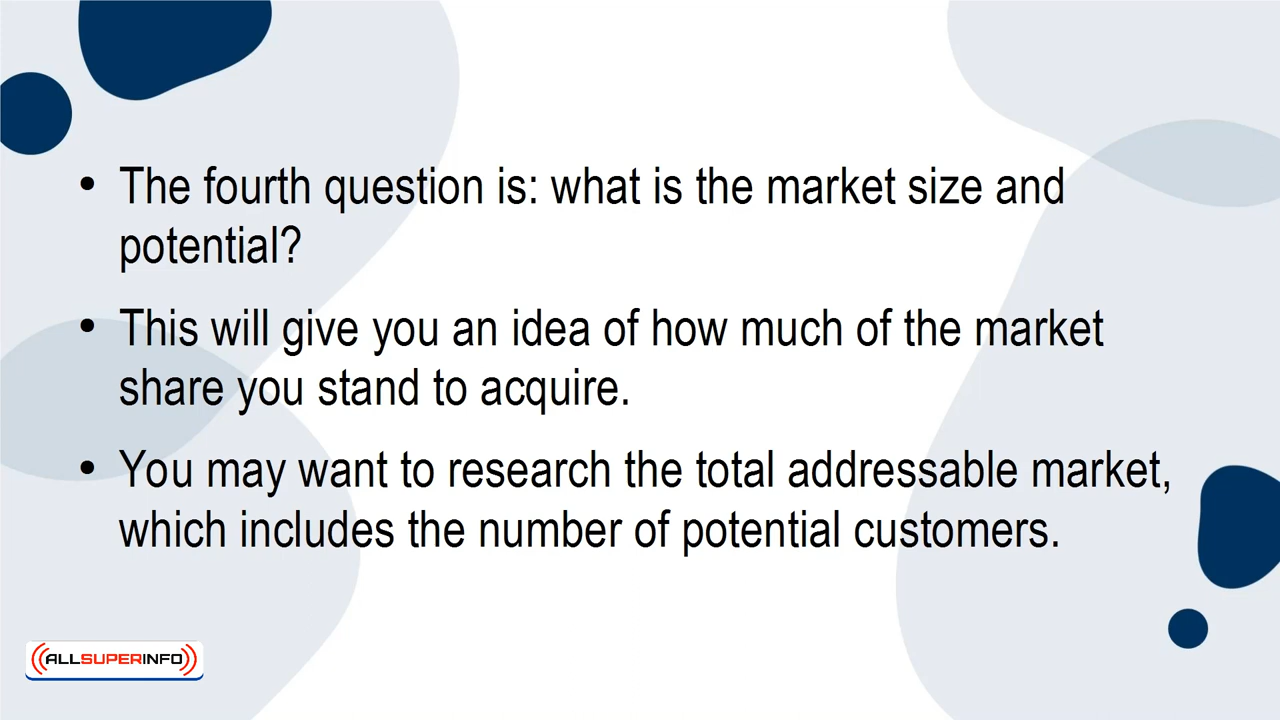 • The fourth question is: what is the market size and
potential?
• This will give you an idea of how much of the market
share you stand to acquire.
• You may want to research the total addressable market,
which includes the number of potential customers.
ALLSUPERINFO